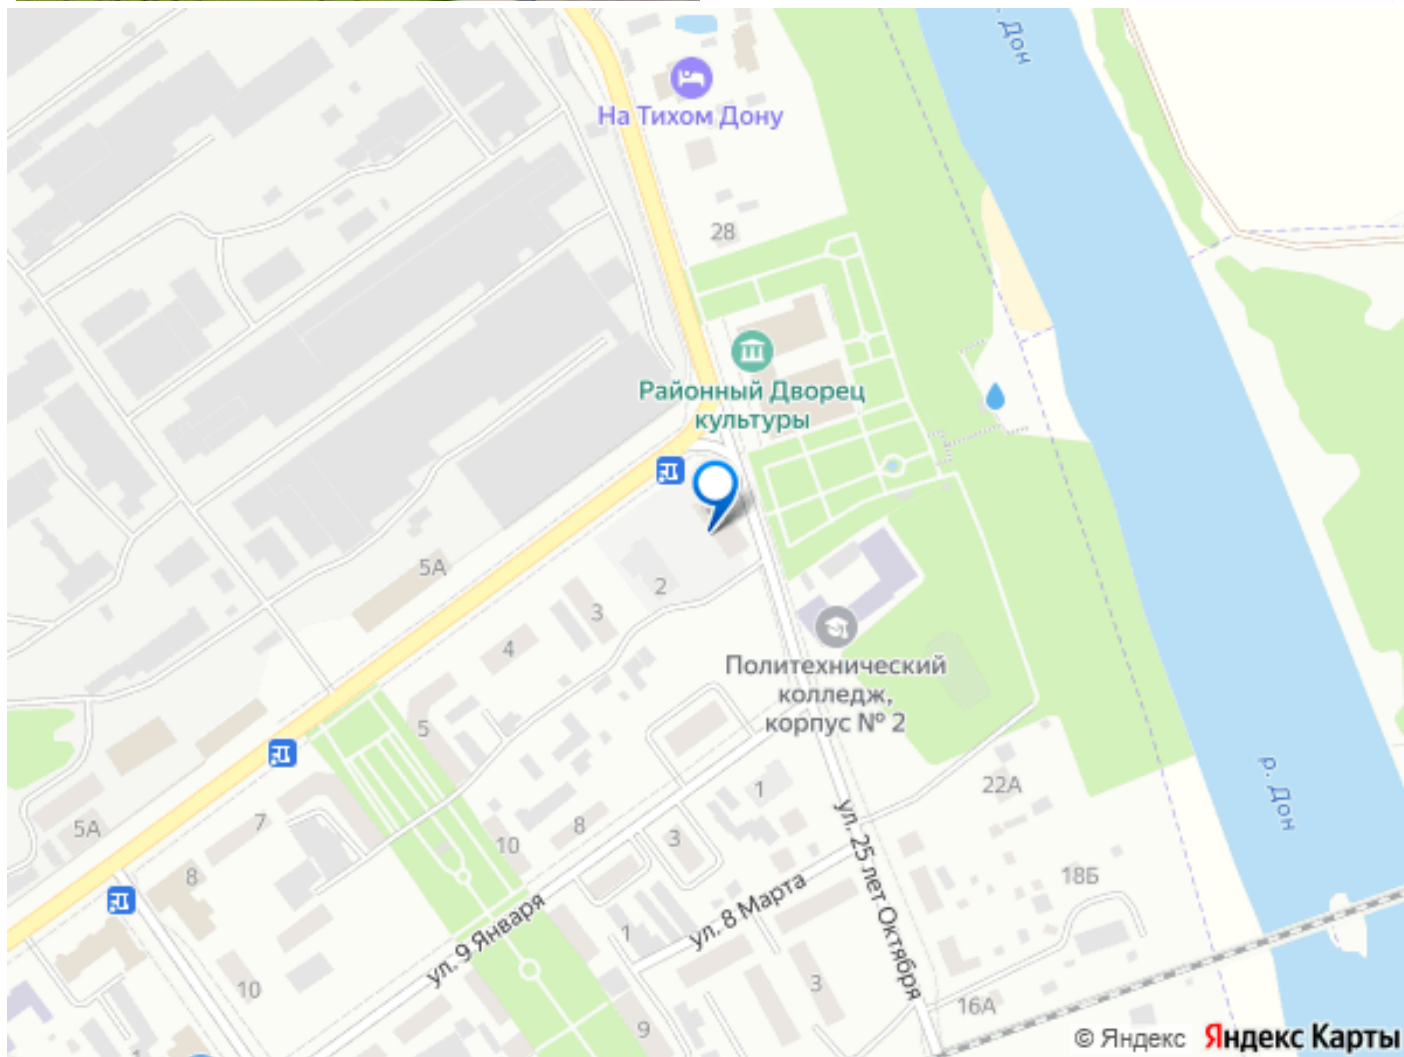 р. Дон
На Тихом Дону
28
Районный Дворец
культуры
5А
2
3
4
Политехнический
колледж,
корпус № 2
5
22А
1
7
5А
8
3
10
8
ул. 25 лет Октября
18Б
ул. 8 Марта
ул. 9 Января
р. Дон
1
10
3
16А
9
1
© Яндекс Яндекс Карты